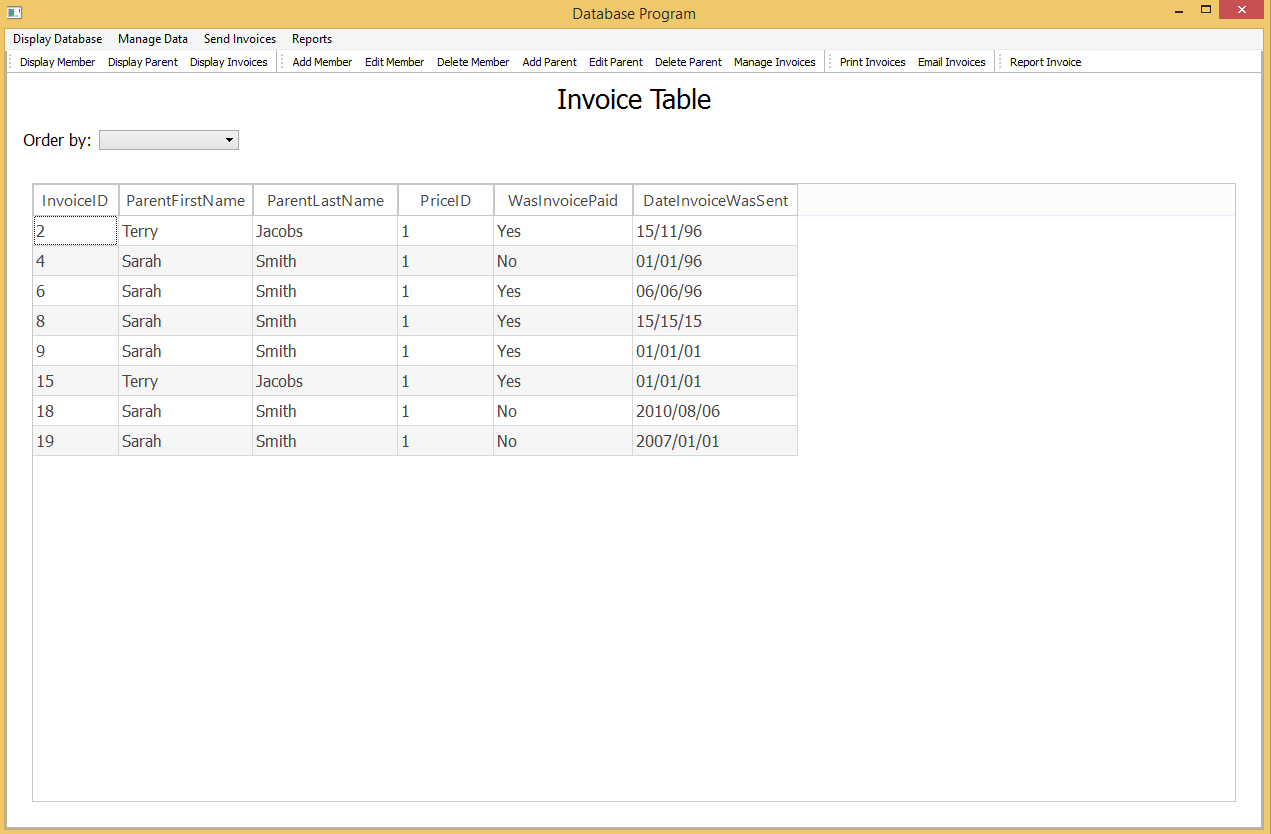 Database Program
Display Database Manage Data Send Invoices Reports
Display Member Display Parent Display Invoices Add Member Edit Member Delete Member Add Parent Edit Parent Delete Parent Manage Invoices Print Invoices Email Invoices Report Invoice
Invoice Table
Order by:
InvoiceID ParentFirstName ParentLastName PriceID WasInvoicePaid DateInvoiceWasSent
2 Terry Jacobs 1 Yes 15/11/96
4 Sarah Smith 1 No 01/01/96
6 Sarah Smith 1 Yes 06/06/96
8 Sarah Smith 1 Yes 15/15/15
9 Sarah Smith 1 Yes 01/01/01
15 Terry Jacobs 1 Yes 01/01/01
18 Sarah Smith 1 No 2010/08/06
19 Sarah Smith 1 No 2007/01/01